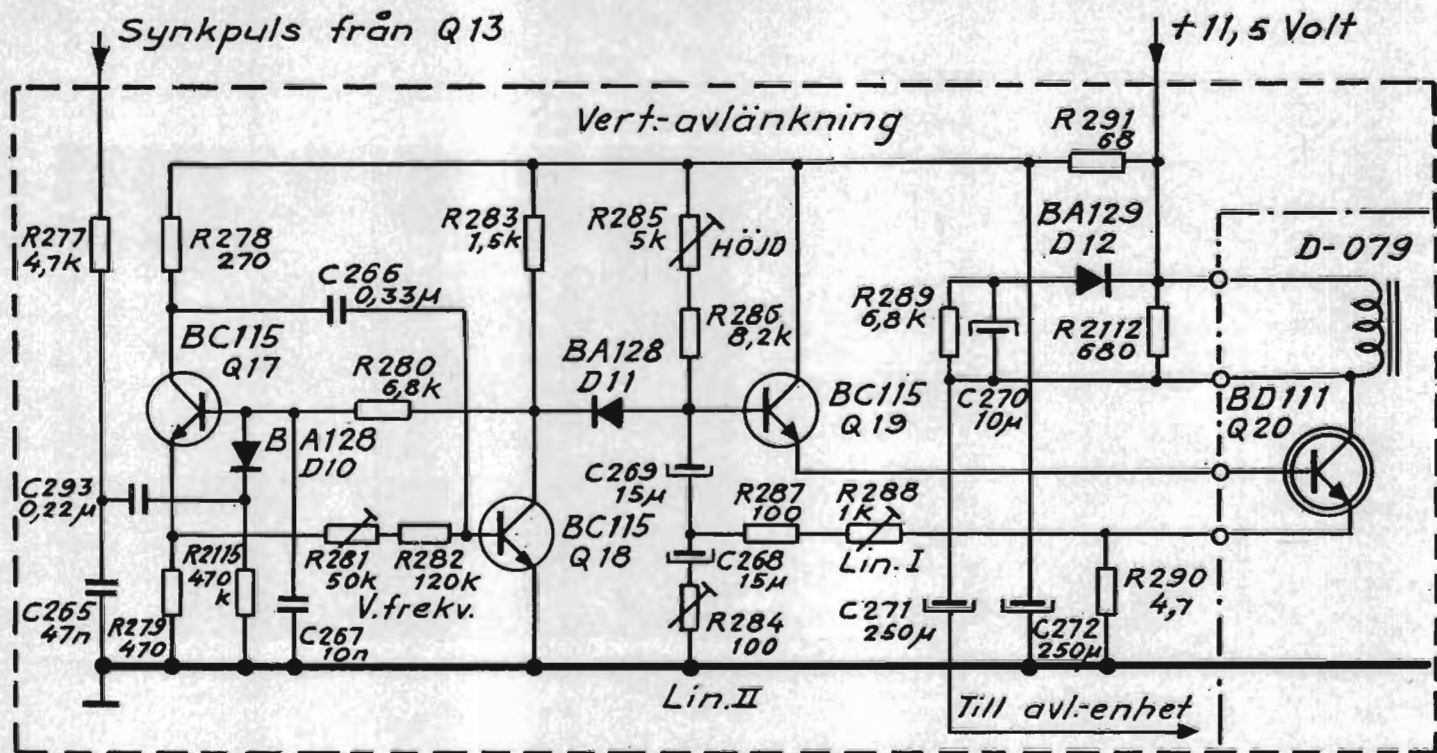 Synkpuls från Q13
+11,5 Volt
Vert.-avlänkning
R291
68
R277
4,7k
R278
270
R283
1,5k
R285
5k
HÖJD
BA129
D12
D-079
C266
0,33µ
R286
8,2k
R289
6,8k
R2112
680
BC115
Q17
R280
6,8k
BA128
D11
BC115
Q19
C270
10µ
BD111
Q20
BA128
D10
C293
0,22µ
C269
15µ
R287
100
R288
1K
Lin.I
BC115
Q18
R281
50k
R282
120k
V.frekv.
C268
15µ
R2115
470
k
R290
4,7
C265
47n
R279
470
C267
10n
R284
100
C271
250µ
C272
250µ
Lin.II
Till avl.-enhet